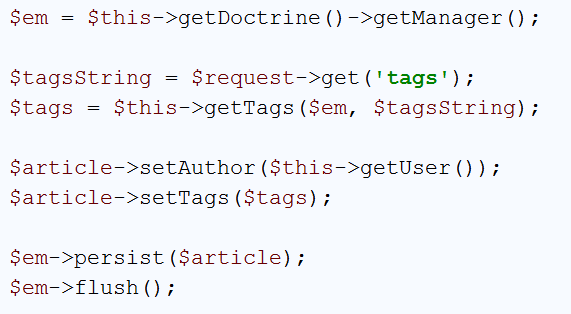 $em = $this->getDoctrine()->getManager();
$tagsString = $request->get('tags');
$tags = $this->getTags($em, $tagsString);
$article->setAuthor($this->getUser());
$article->setTags($tags);
$em->persist($article);
$em->flush();